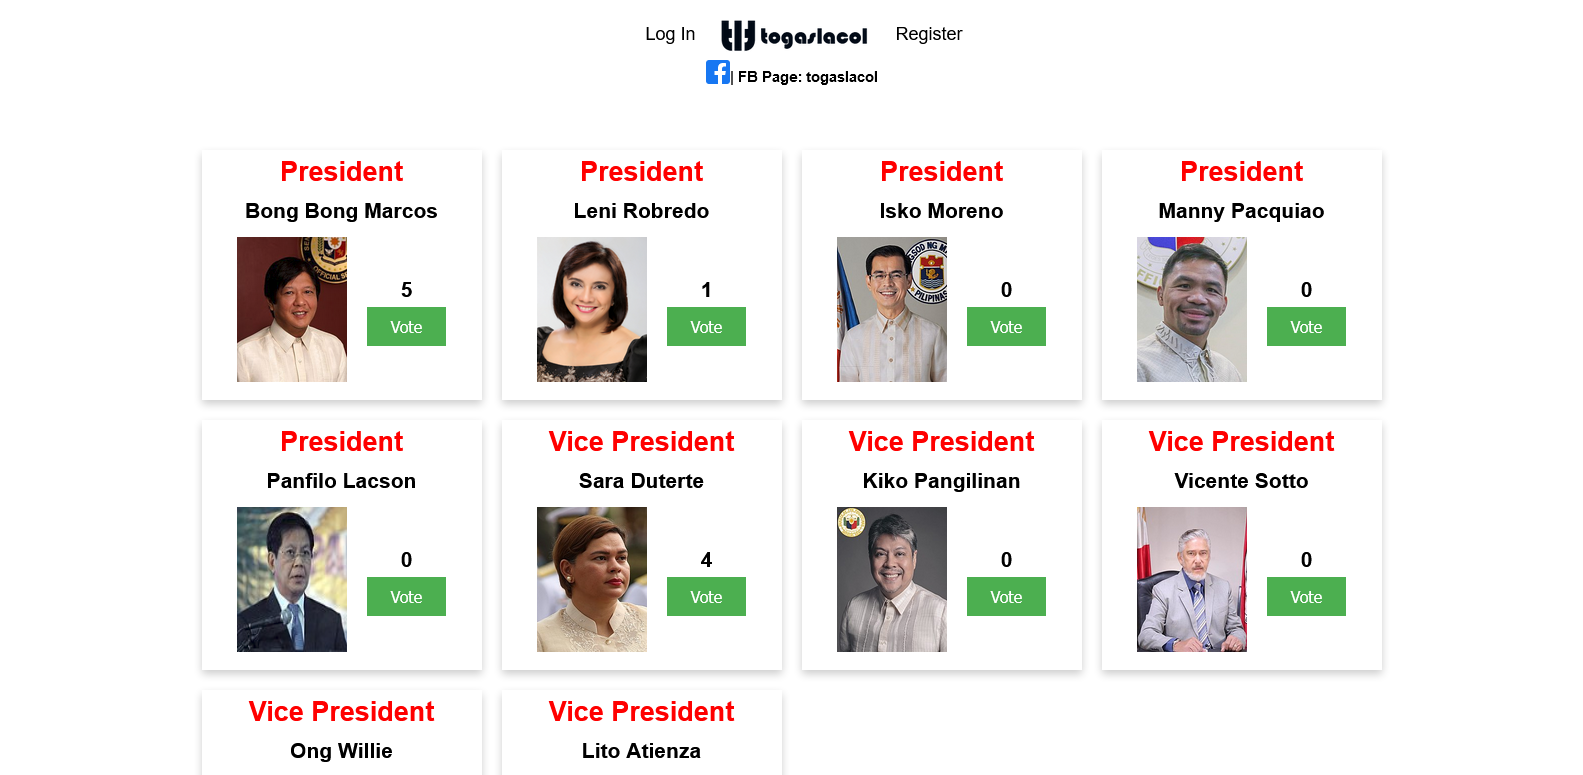 Log In togaslacol Register
| FB Page: togaslacol
President
Bong Bong Marcos
5
Vote
President
Leni Robredo
1
Vote
President
Isko Moreno
0
Vote
President
Manny Pacquiao
0
Vote
President
Panfilo Lacson
0
Vote
Vice President
Sara Duterte
4
Vote
Vice President
Kiko Pangilinan
0
Vote
Vice President
Vicente Sotto
0
Vote
Vice President
Ong Willie
Vice President
Lito Atienza